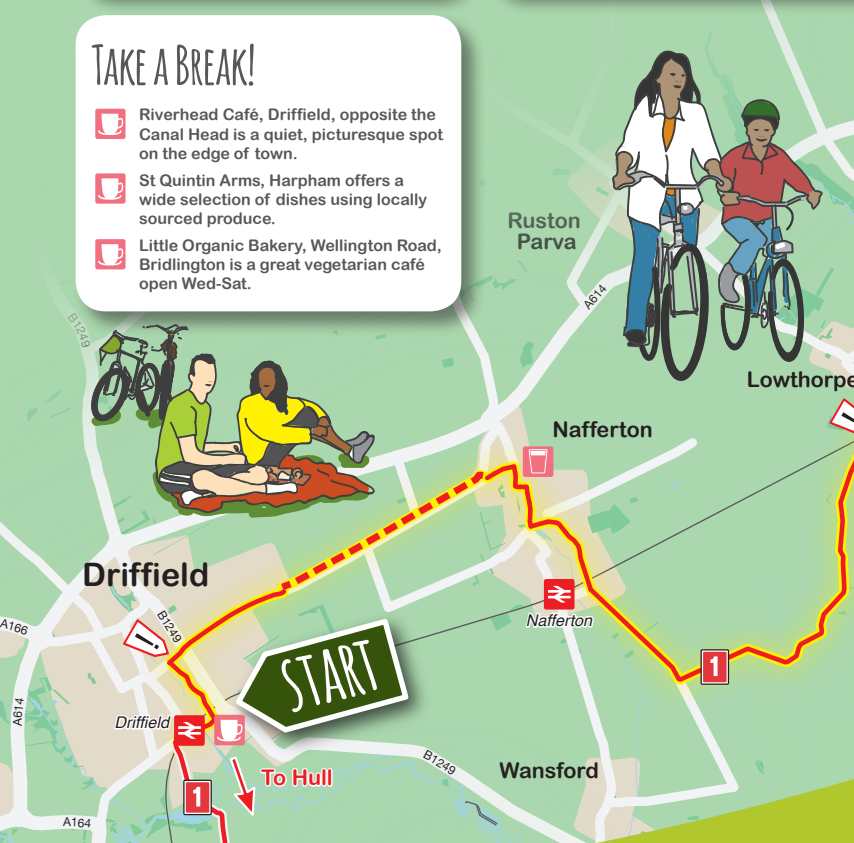 TAKE A BREAK!
Riverhead Café, Driffield, opposite the
Canal Head is a quiet, picturesque spot
on the edge of town.
St Quintin Arms, Harpham offers a
wide selection of dishes using locally
sourced produce.
Little Organic Bakery, Wellington Road,
Bridlington is a great vegetarian café
open Wed-Sat.
Ruston
Parva
A614
B1249
Lowthorpe
!
Nafferton
Driffield
B1249
A166
!
Nafferton
START
1
A614
Driffield
To Hull
B1249
Wansford
1
A164